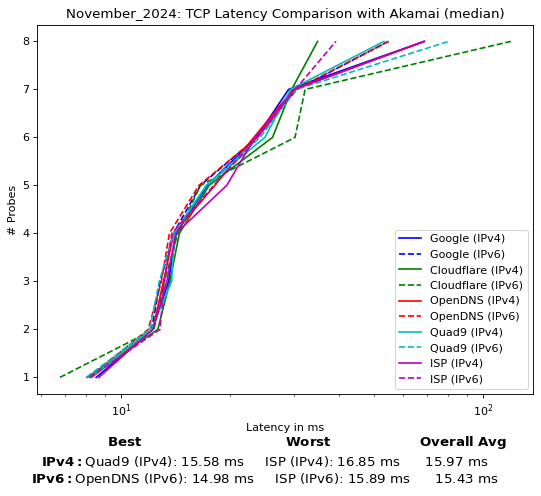 November_2024: TCP Latency Comparison with Akamai (median)
8
7
6
5
4
3
2
1
# Probes
Google (IPv4)
Google (IPv6)
Cloudflare (IPv4)
Cloudflare (IPv6)
OpenDNS (IPv4)
OpenDNS (IPv6)
Quad9 (IPv4)
Quad9 (IPv6)
ISP (IPv4)
ISP (IPv6)
10¹ 10²
Latency in ms
Best Worst Overall Avg
IPv4: Quad9 (IPv4): 15.58 ms ISP (IPv4): 16.85 ms 15.97 ms
IPv6: OpenDNS (IPv6): 14.98 ms ISP (IPv6): 15.89 ms 15.43 ms